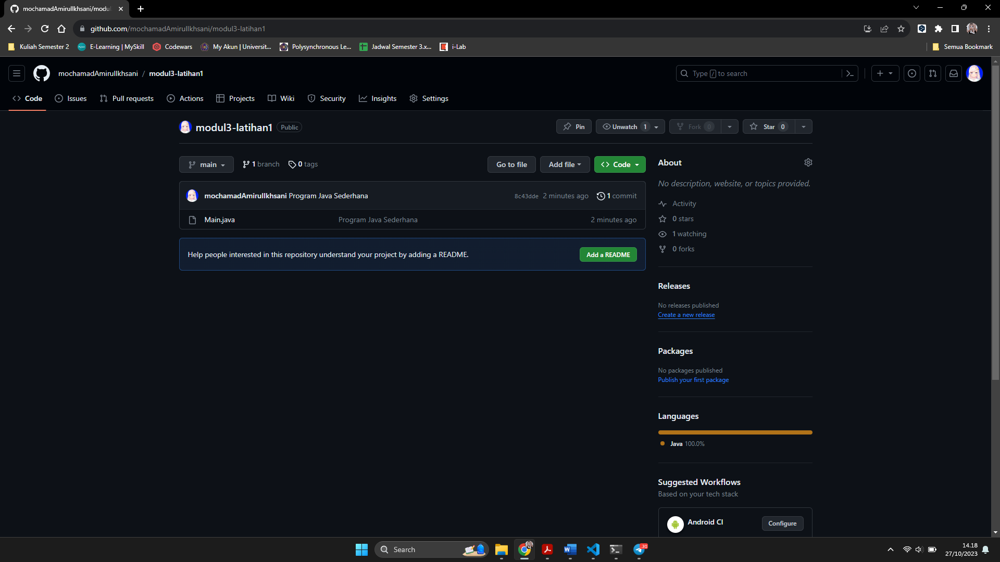 mochamadAmirulIkhsani/modul
github.com/mochamadAmirulIkhsani/modul3-latihan1
Kuliah Semester 2
E-Learning | MySkill
Codewars
My Akun | Universit...
Polysynchronous Le...
Jadwal Semester 3.x...
i-Lab
Semua Bookmark
mochamadAmirulIkhsani / modul3-latihan1
Type / to search
Code
Issues
Pull requests
Actions
Projects
Wiki
Security
Insights
Settings
modul3-latihan1 Public
Pin
Unwatch 1
Fork 0
Star 0
main
1 branch
0 tags
Go to file
Add file
Code
mochamadAmirulIkhsani Program Java Sederhana
8c43dde 2 minutes ago
1 commit
Main.java
Program Java Sederhana
2 minutes ago
Help people interested in this repository understand your project by adding a README.
Add a README
About
No description, website, or topics provided.
Activity
0 stars
1 watching
0 forks
Releases
No releases published
Create a new release
Packages
No packages published
Publish your first package
Languages
Java 100.0%
Suggested Workflows
Based on your tech stack
Android CI
Configure
Search
30
14.18
27/10/2023